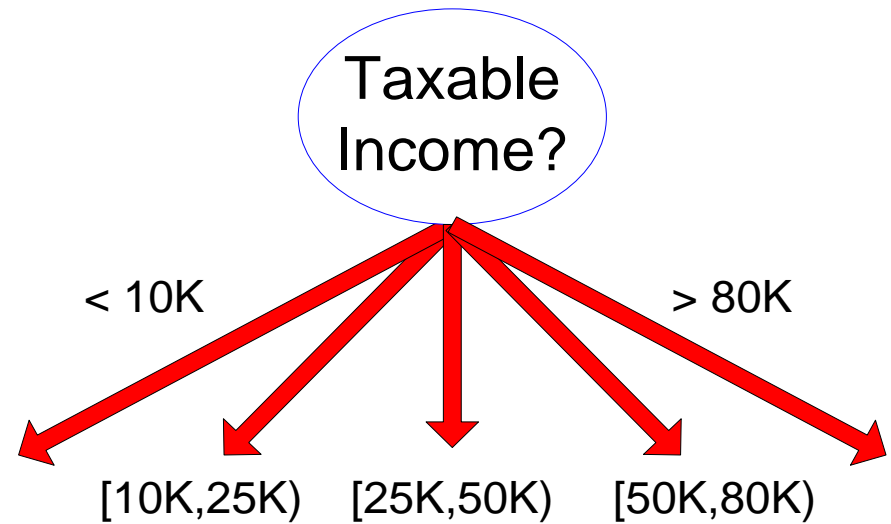 Taxable
Income?
< 10K
> 80K
[10K,25K)
[25K,50K)
[50K,80K)